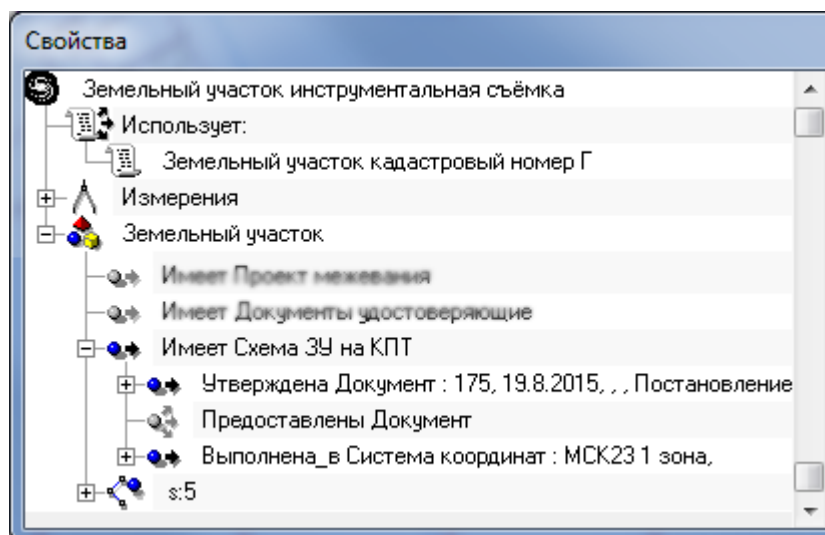 Свойства
Земельный участок инструментальная съёмка
Использует:
Земельный участок кадастровый номер Г
Измерения
Земельный участок
Имеет Проект межевания
Имеет Документы удостоверяющие
Имеет Схема ЗУ на КПТ
Утверждена Документ : 175, 19.8.2015, , , Постановление
Предоставлены Документ
Выполнена_в Система координат : МСК23 1 зона,
s:5